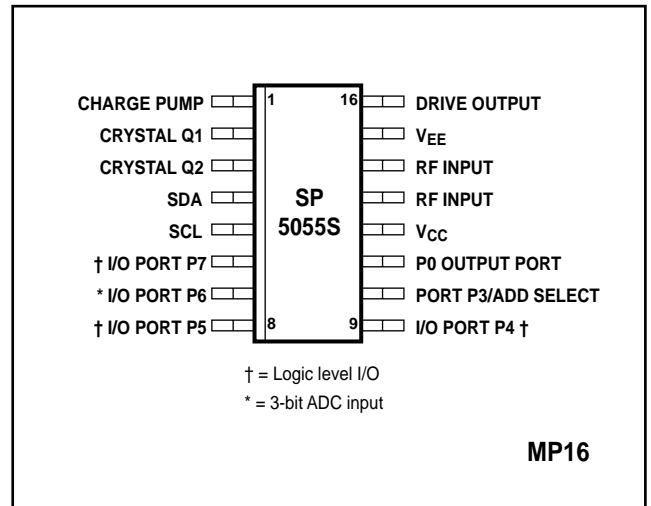 CHARGE PUMP 1 16 DRIVE OUTPUT
CRYSTAL Q1 VEE
CRYSTAL Q2 RF INPUT
SDA SP RF INPUT
SCL 5055S VCC
† I/O PORT P7 P0 OUTPUT PORT
* I/O PORT P6 PORT P3/ADD SELECT
† I/O PORT P5 8 9 I/O PORT P4 †
† = Logic level I/O
* = 3-bit ADC input
MP16